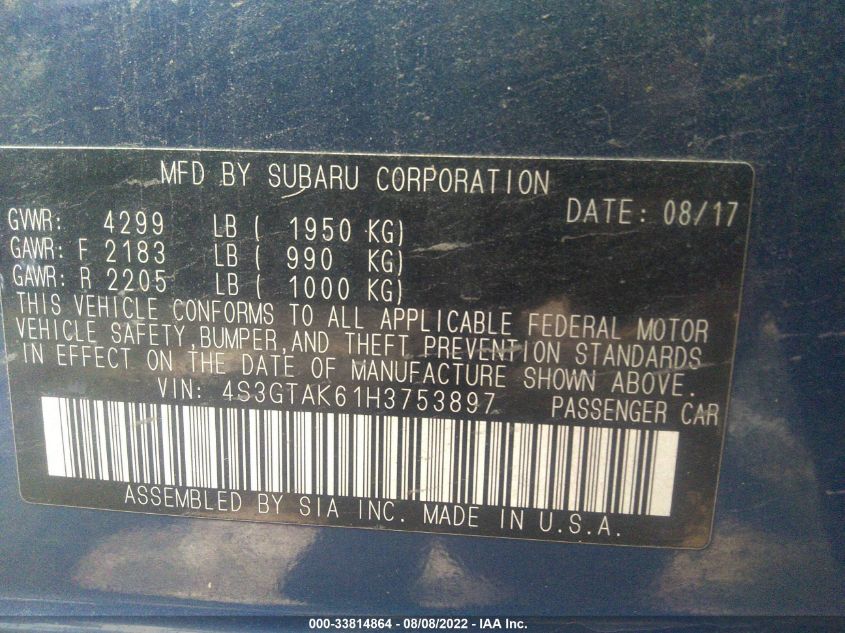 MFD BY SUBARU CORPORATION
DATE: 08/17
GVWR: 4299 LB ( 1950 KG)
GAWR: F 2183 LB ( 990 KG)
GAWR: R 2205 LB ( 1000 KG)
THIS VEHICLE CONFORMS TO ALL APPLICABLE FEDERAL MOTOR
VEHICLE SAFETY,BUMPER,AND THEFT PREVENTION STANDARDS
IN EFFECT ON THE DATE OF MANUFACTURE SHOWN ABOVE.
VIN: 4S3GTAK61H3753897 PASSENGER CAR
ASSEMBLED BY SIA INC. MADE IN U.S.A.
000-33814864 - 08/08/2022 - IAA Inc.